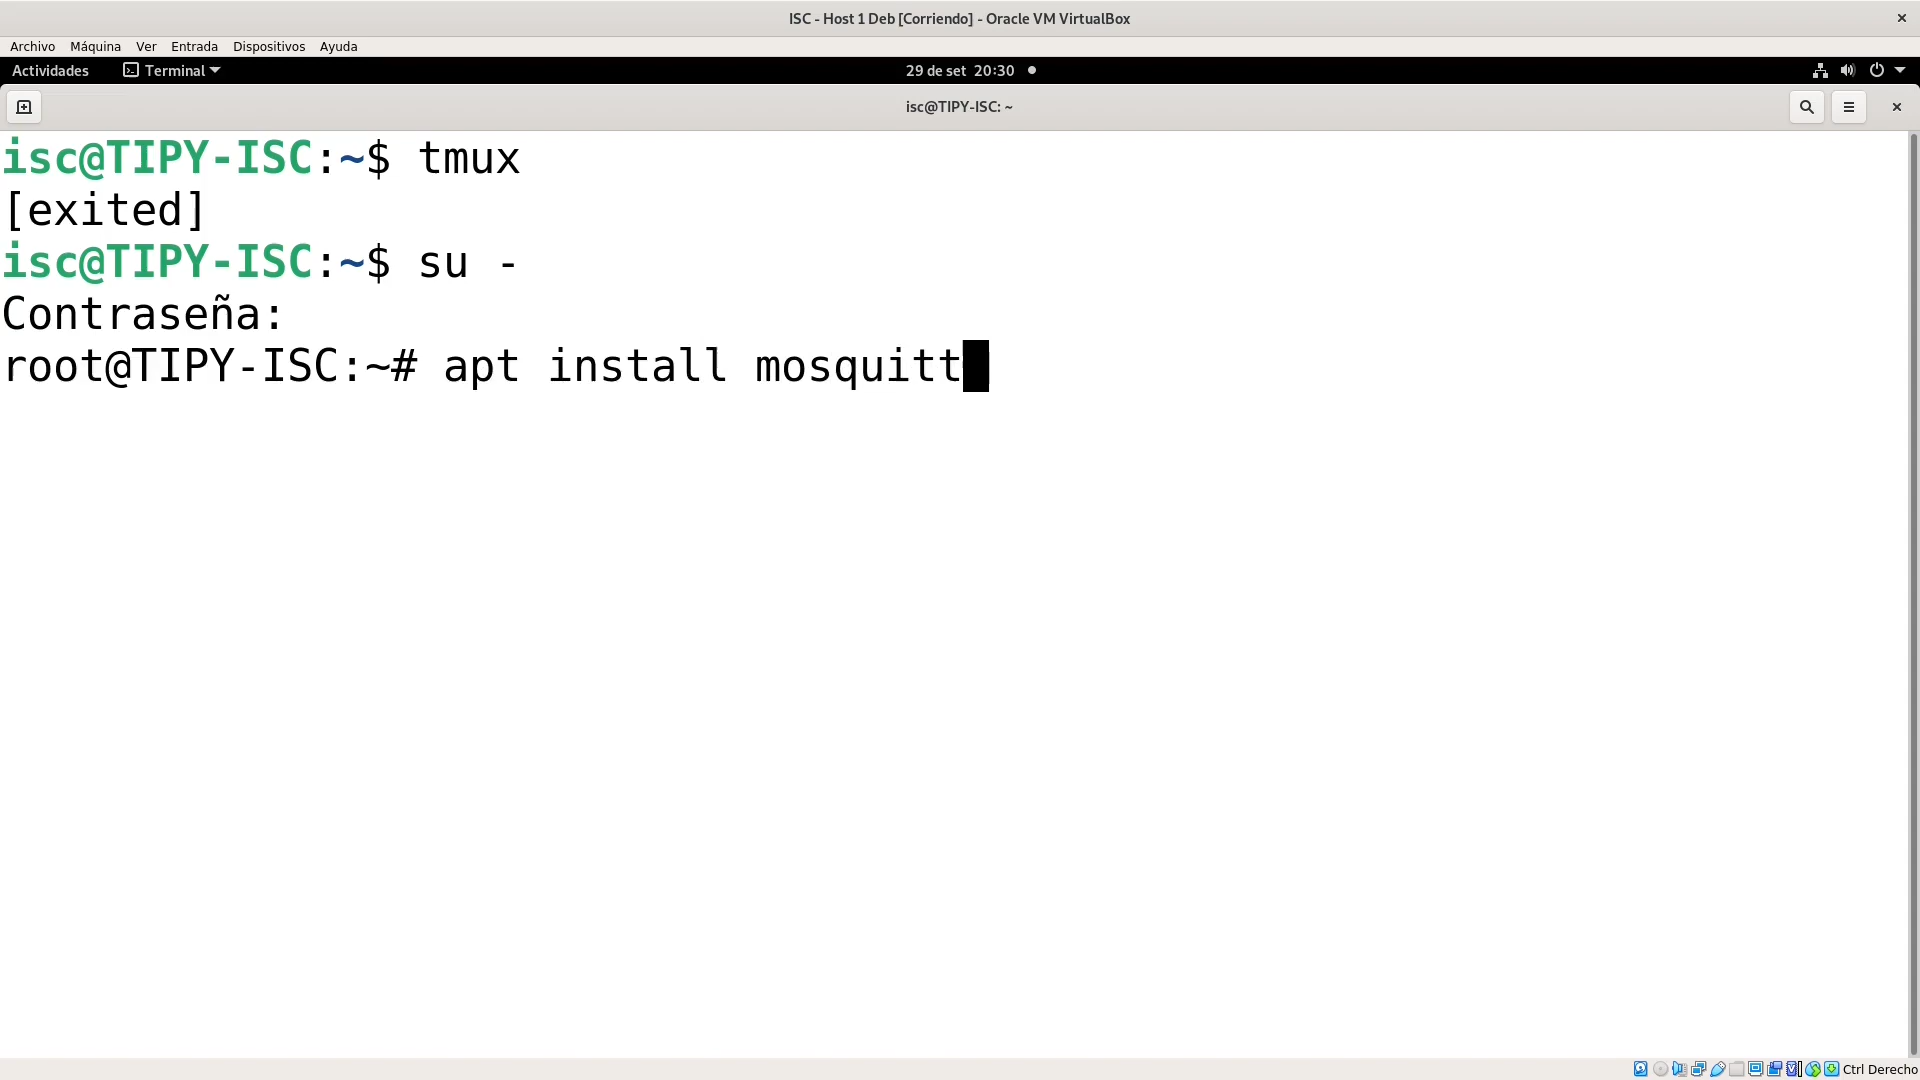 ISC - Host 1 Deb [Corriendo] - Oracle VM VirtualBox
Archivo Máquina Ver Entrada Dispositivos Ayuda
Actividades Terminal 29 de set 20:30
isc@TIPY-ISC: ~
isc@TIPY-ISC:~$ tmux
[exited]
isc@TIPY-ISC:~$ su -
Contraseña:
root@TIPY-ISC:~# apt install mosquitt
Ctrl Derecho